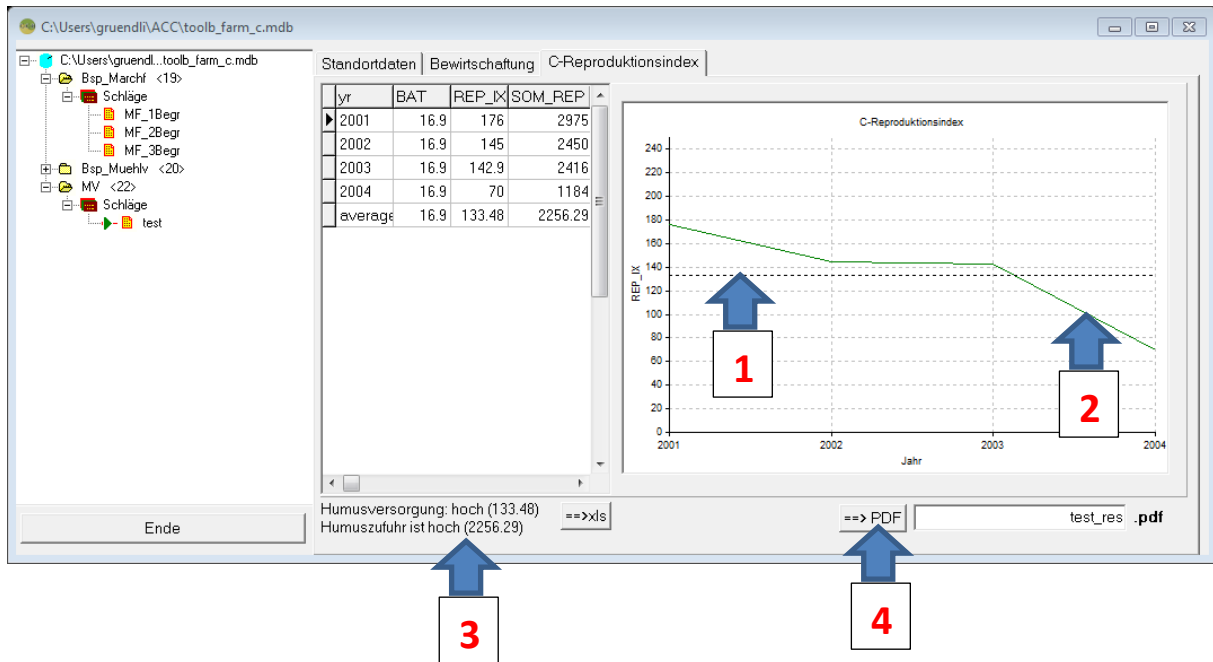 C:\Users\gruendli\ACC\toolb_farm_c.mdb
C:\Users\gruendl...toolb_farm_c.mdb
Bsp_Marchf <19>
Schläge
MF_1Begr
MF_2Begr
MF_3Begr
Bsp_Muehlv <20>
MV <22>
Schläge
test
Ende
Standortdaten Bewirtschaftung C-Reproduktionsindex
yr BAT REP_IX SOM_REP
2001 16.9 176 2975
2002 16.9 145 2450
2003 16.9 142.9 2416
2004 16.9 70 1184
average 16.9 133.48 2256.29
C-Reproduktionsindex
REP_IX
240
220
200
180
160
140
120
100
80
60
40
20
0
2001 2002 2003 2004
Jahr
1
2
Humusversorgung: hoch (133.48)
Humuszufuhr ist hoch (2256.29)
==>xls
==> PDF test_res .pdf
3
4